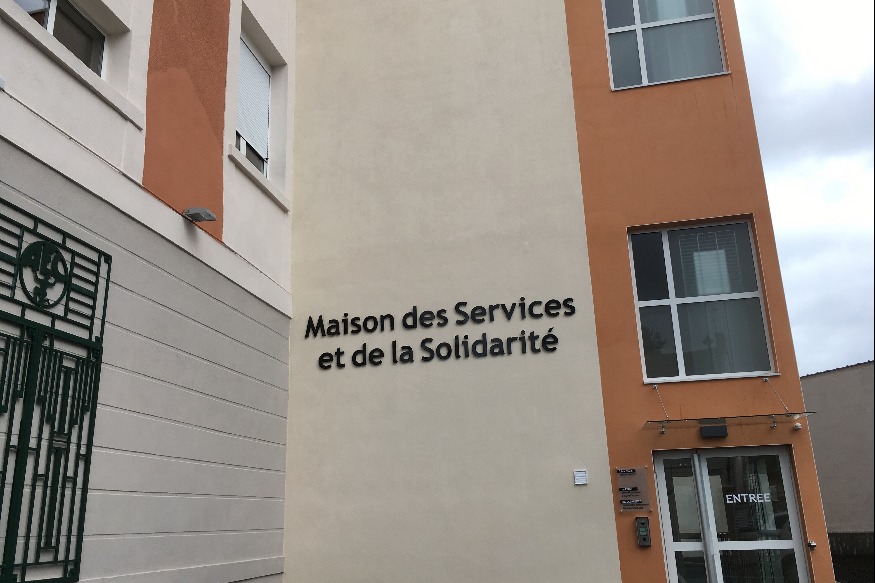 Maison des Services
et de la Solidarité
ENTREE